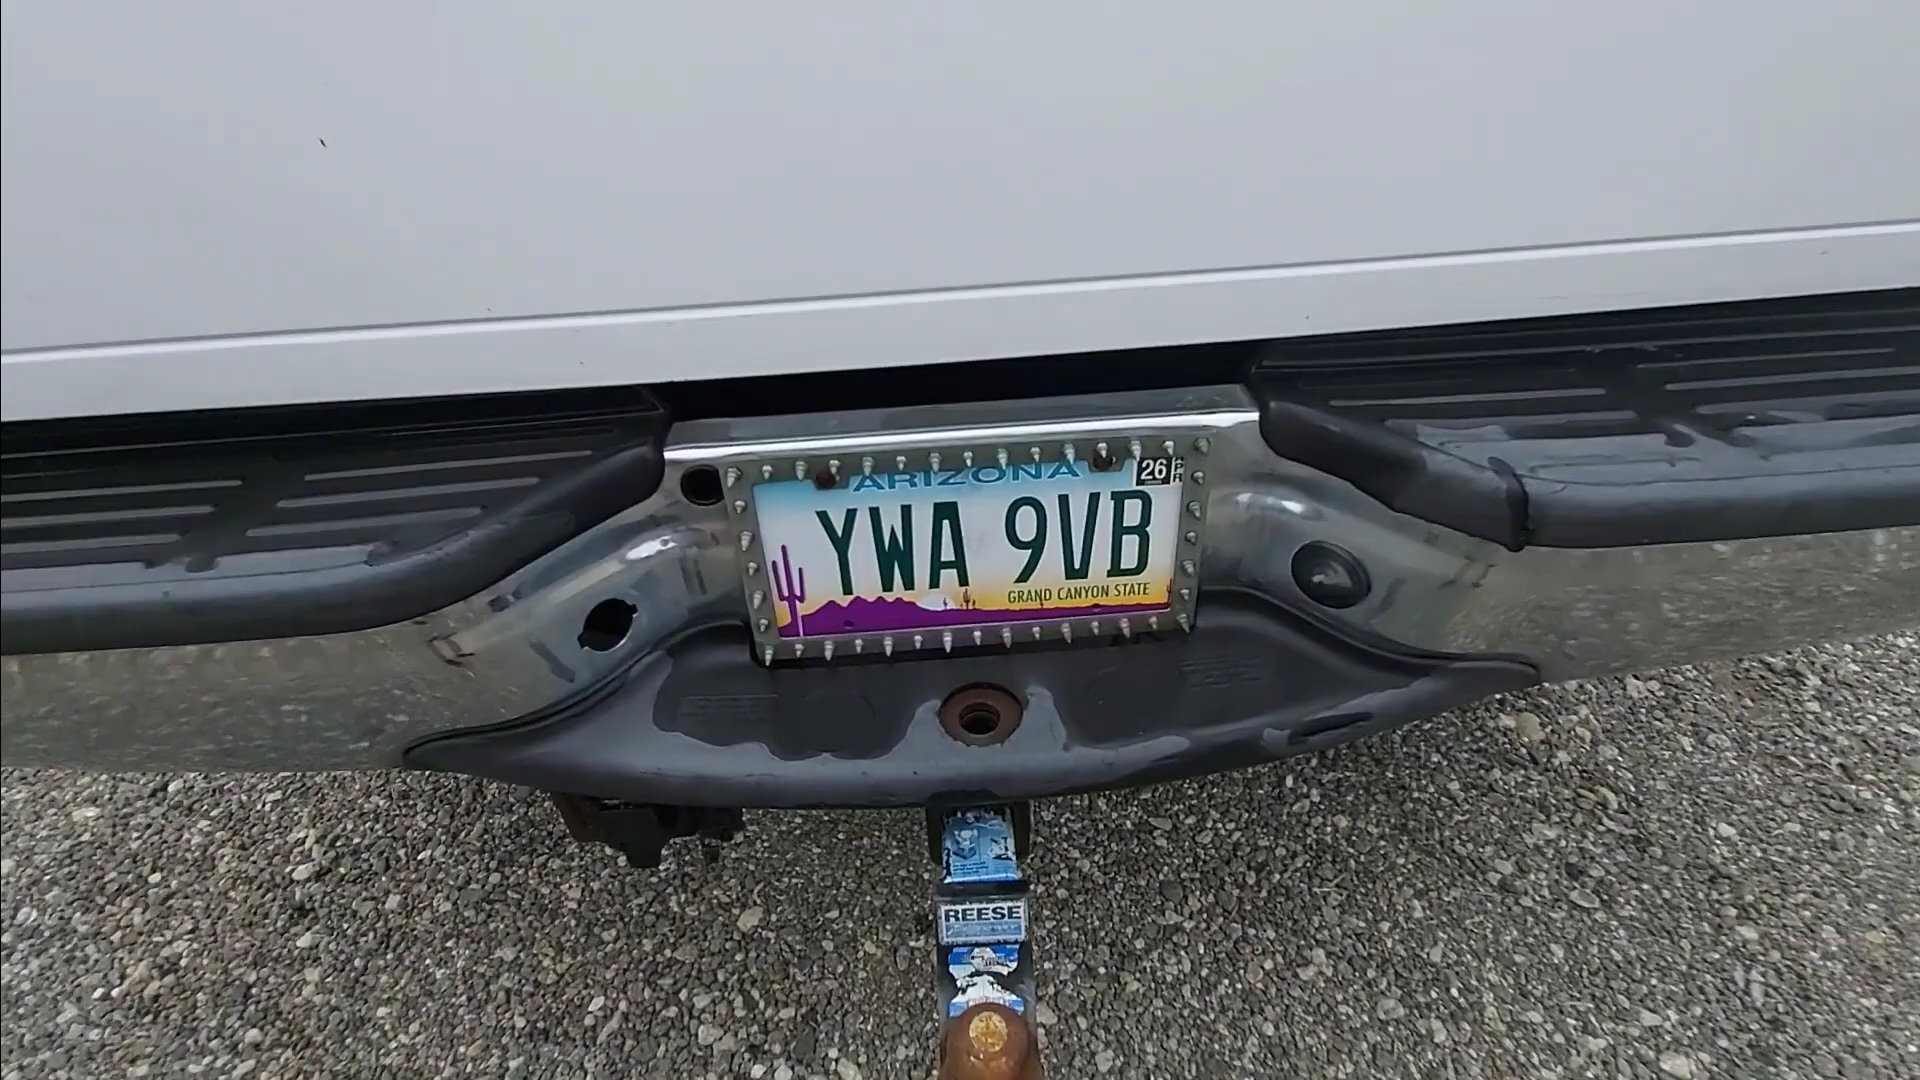 ARIZONA
26
YWA 9VB
GRAND CANYON STATE
REESE